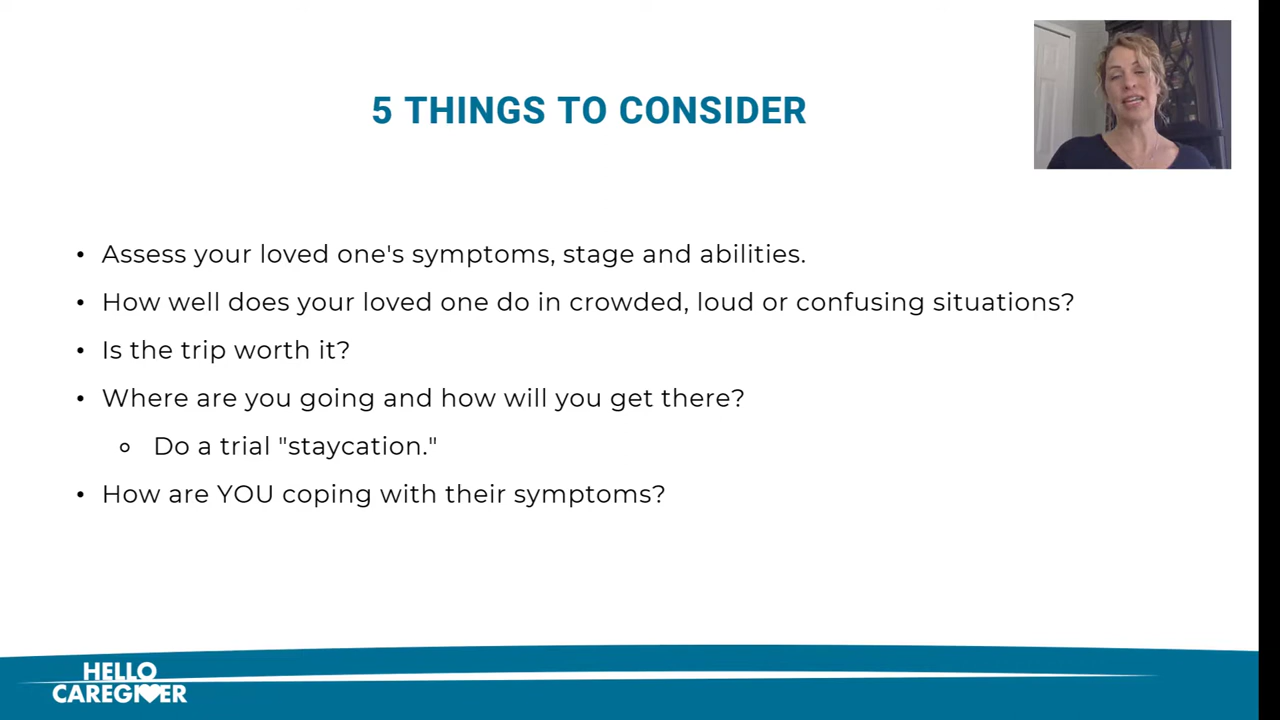 5 THINGS TO CONSIDER
• Assess your loved one's symptoms, stage and abilities.
• How well does your loved one do in crowded, loud or confusing situations?
• Is the trip worth it?
• Where are you going and how will you get there?
◦ Do a trial "staycation."
• How are YOU coping with their symptoms?
HELLO
CAREGIVER